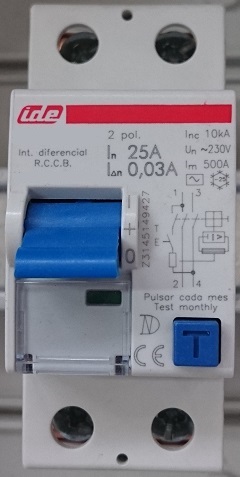 ide
2 pol.
Inc 10kA
Int. diferencial
R.C.C.B.
In 25A
Un ~230V
I∆n 0,03A
Im 500A
I
+
0
Z3145149427
1 3
T
E
2 4
Pulsar cada mes
Test monthly
N
CE
T